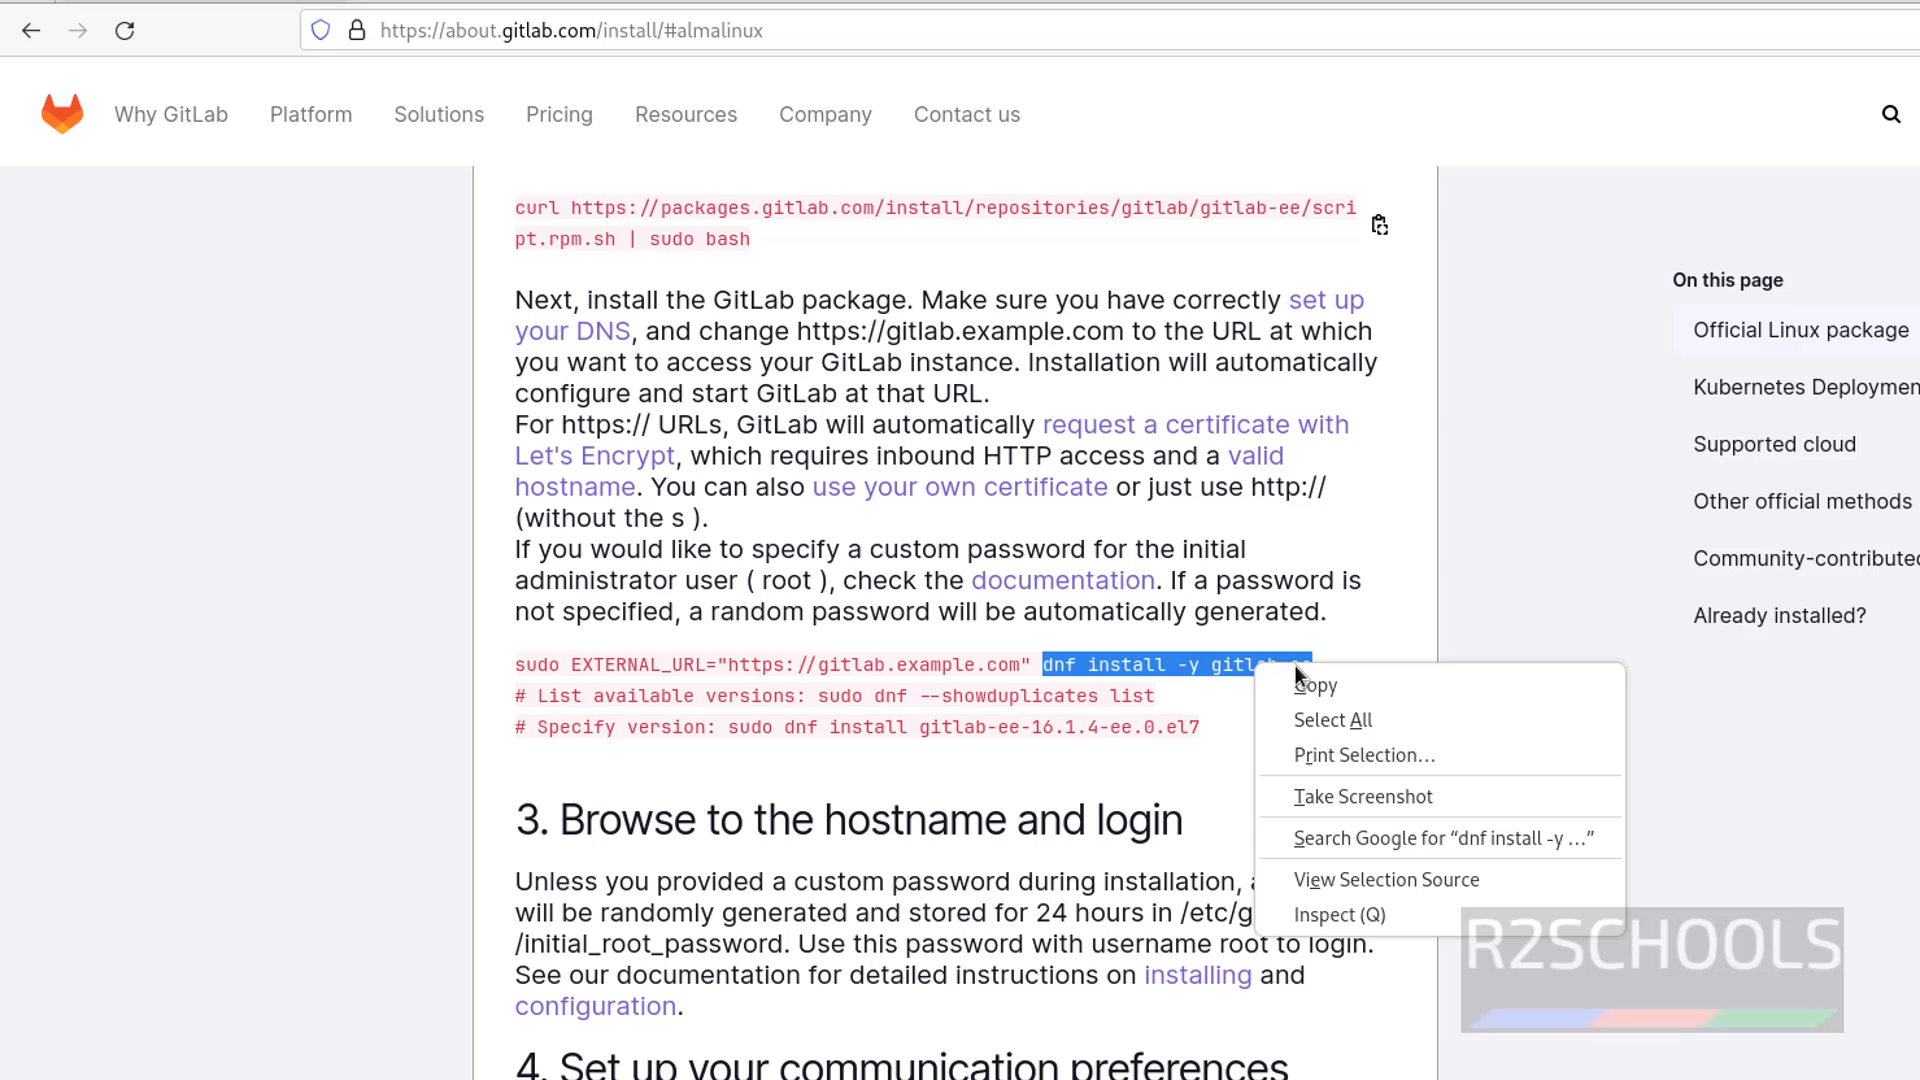 https://about.gitlab.com/install/#almalinux
Why GitLab Platform Solutions Pricing Resources Company Contact us
curl https://packages.gitlab.com/install/repositories/gitlab/gitlab-ee/scri
pt.rpm.sh | sudo bash
Next, install the GitLab package. Make sure you have correctly set up
your DNS, and change https://gitlab.example.com to the URL at which
you want to access your GitLab instance. Installation will automatically
configure and start GitLab at that URL.
For https:// URLs, GitLab will automatically request a certificate with
Let's Encrypt, which requires inbound HTTP access and a valid
hostname. You can also use your own certificate or just use http://
(without the s ).
If you would like to specify a custom password for the initial
administrator user ( root ), check the documentation. If a password is
not specified, a random password will be automatically generated.
sudo EXTERNAL_URL="https://gitlab.example.com" dnf install -y
# List available versions: sudo dnf --showduplicates list
# Specify version: sudo dnf install gitlab-ee-16.1.4-ee.0.el7
3. Browse to the hostname and login
Unless you provided a custom password during installation,
will be randomly generated and stored for 24 hours in /etc/g
/initial_root_password. Use this password with username root to login.
See our documentation for detailed instructions on installing and
configuration.
4. Set up your communication preferences
On this page
Official Linux package
Kubernetes Deploymen
Supported cloud
Other official methods
Community-contributed
Already installed?
Copy
Select All
Print Selection…
Take Screenshot
Search Google for “dnf install -y …”
View Selection Source
Inspect (Q)
R2SCHOOLS